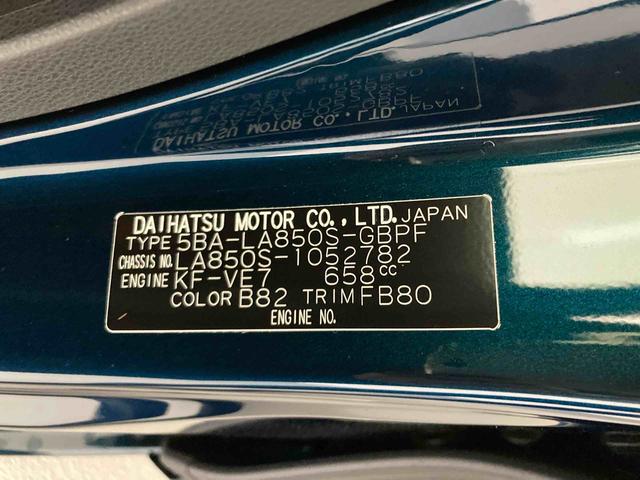 DAIHATSU MOTOR CO., LTD. JAPAN
TYPE 5BA-LA850S-GBPF
CHASSIS NO. LA850S-1052782
ENGINE KF-VE7 658cc
COLOR B82 TRIM FB80
ENGINE NO.